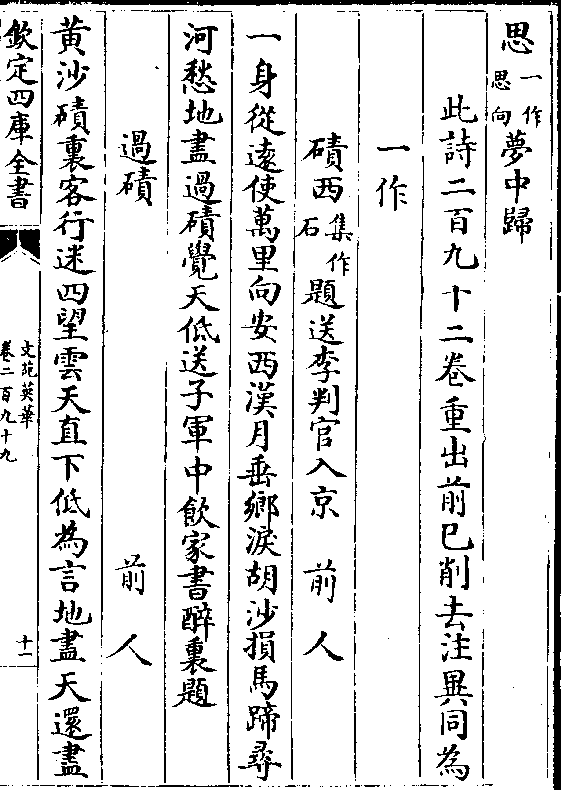 思一作思向夢中歸
此詩二百九十二卷重出前已削去注異同為
一作
磧西集作石題送李判官入京　前人
一身從遠使萬里向安西漢月垂鄉淚胡沙損馬蹄尋
河愁地盡過磧覺天低送子軍中飲家書醉裏題
過磧　前人
黄沙磧裏客行迷四望雲天直下低為言地盡天還盡
欽定四庫全書
文苑英華
卷二百九十九
十一